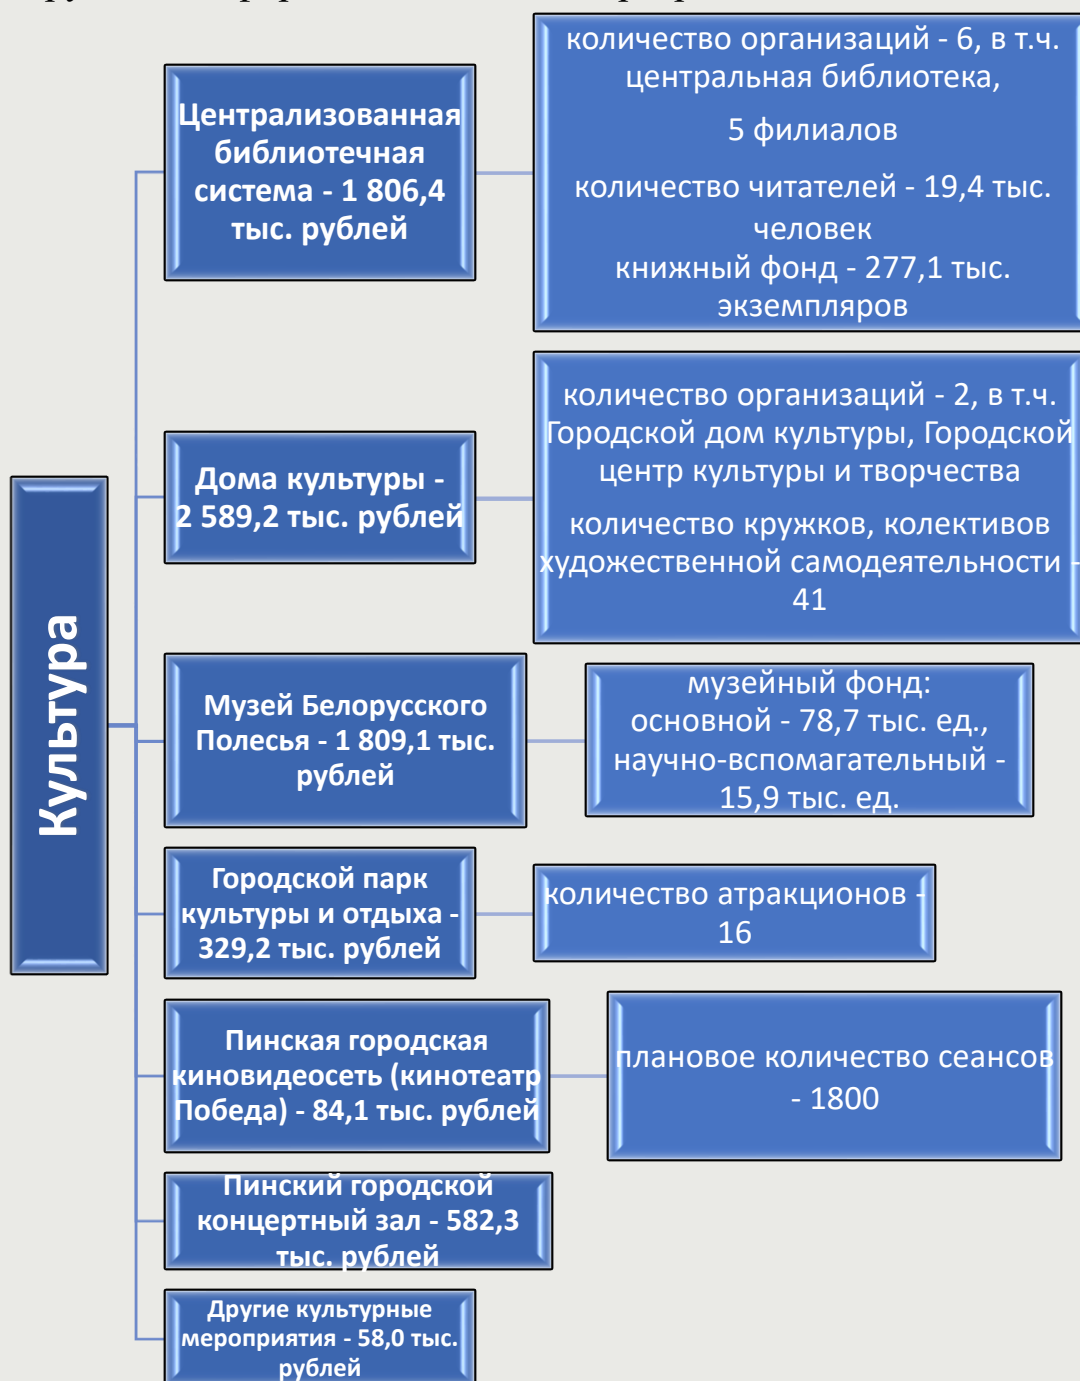 Культура
Централизованная
библиотечная
система - 1 806,4
тыс. рублей
количество организаций - 6, в т.ч.
центральная библиотека,
5 филиалов
количество читателей - 19,4 тыс.
человек
книжный фонд - 277,1 тыс.
экземпляров
Дома культуры -
2 589,2 тыс. рублей
количество организаций - 2, в т.ч.
Городской дом культуры, Городской
центр культуры и творчества
количество кружков, колективов
художественной самодеятельности -
41
Музей Белорусского
Полесья - 1 809,1 тыс.
рублей
музейный фонд:
основной - 78,7 тыс. ед.,
научно-вспомагательный -
15,9 тыс. ед.
Городской парк
культуры и отдыха -
329,2 тыс. рублей
количество атракционов -
16
Пинская городская
киновидеосеть (кинотеатр
Победа) - 84,1 тыс. рублей
плановое количество сеансов
- 1800
Пинский городской
концертный зал - 582,3
тыс. рублей
Другие культурные
мероприятия - 58,0 тыс.
рублей